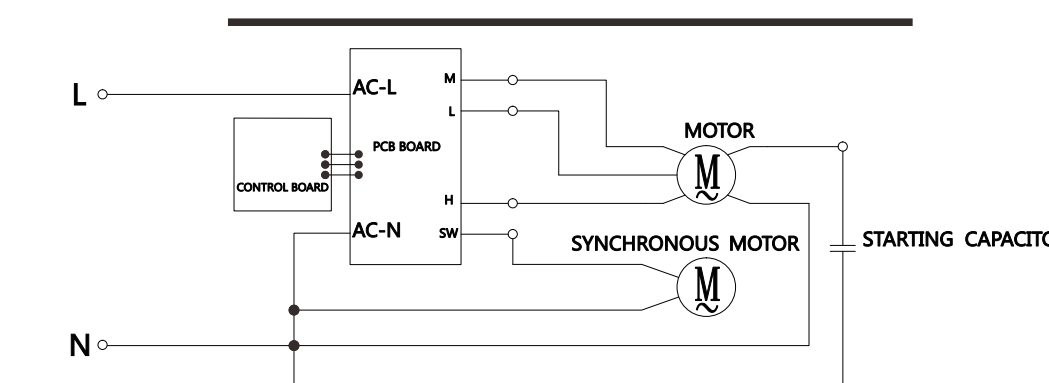 L
AC-L
M
L
MOTOR
PCB BOARD
M
CONTROL BOARD
H
AC-N
SW
SYNCHRONOUS MOTOR
STARTING CAPACITO
M
N